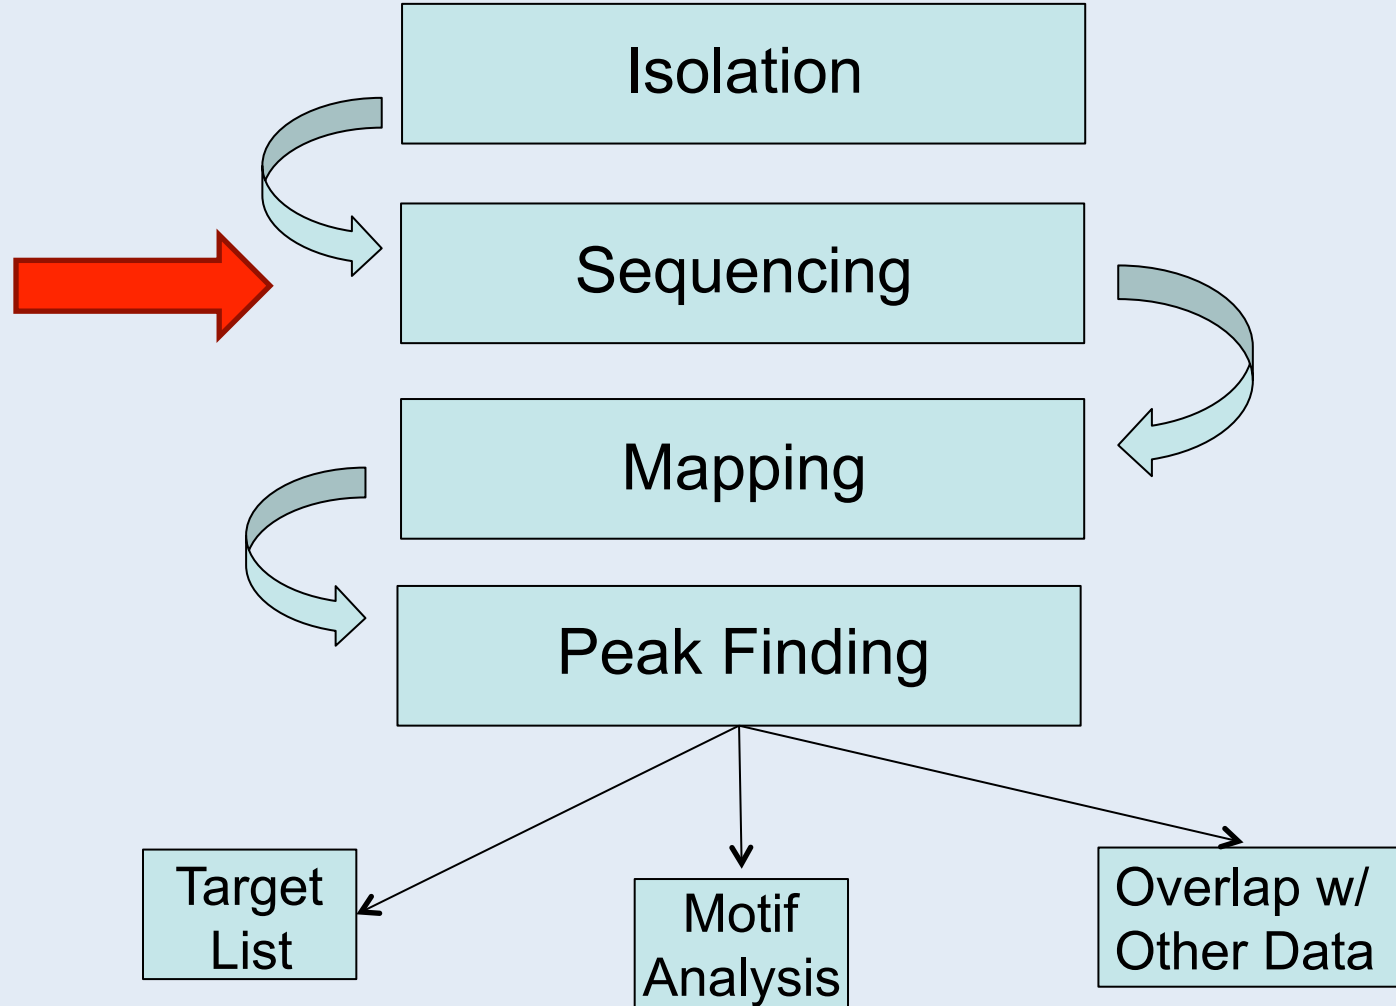 Isolation
Sequencing
Mapping
Peak Finding
Target
List
Motif
Analysis
Overlap w/
Other Data